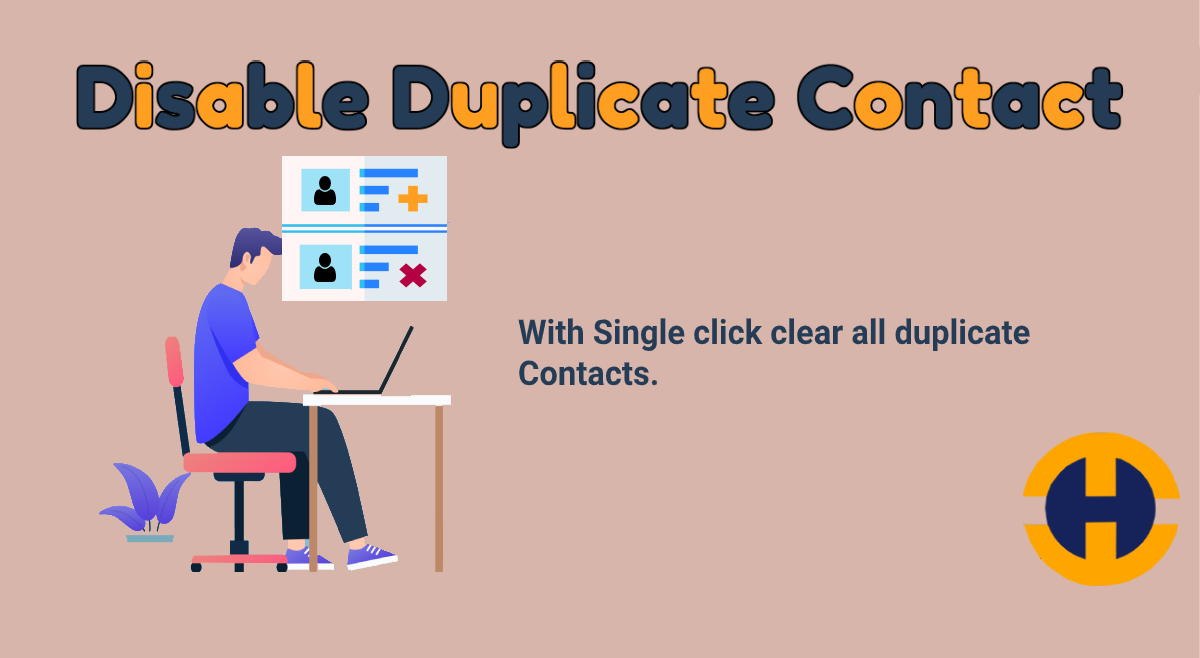 Disable Duplicate Contact
With Single click clear all duplicate
Contacts.
H